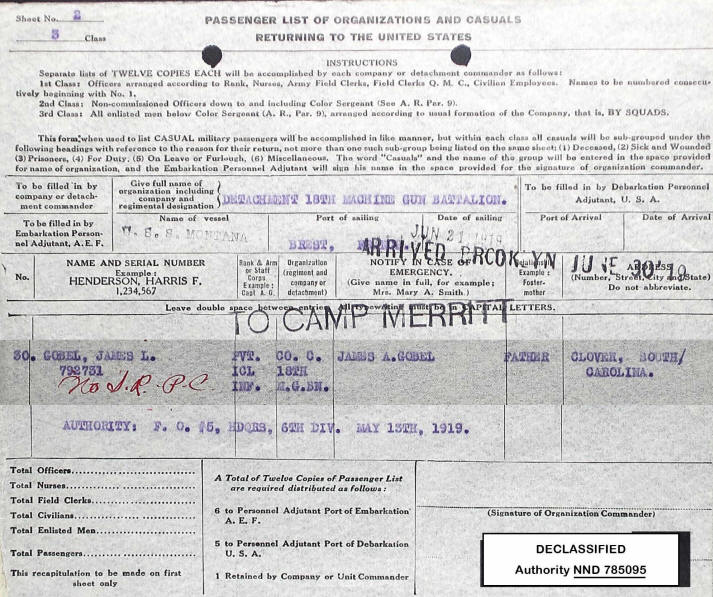 Sheet No. 2
3 Class
PASSENGER LIST OF ORGANIZATIONS AND CASUALS
RETURNING TO THE UNITED STATES
INSTRUCTIONS
Separate lists of TWELVE COPIES EACH will be accomplished by each company or detachment commander as follows:
1st Class: Officers arranged according to Rank, Nurses, Army Field Clerks, Field Clerks Q. M. C., Civilian Employees. Names to be numbered consecu-
tively beginning with No. 1.
2nd Class: Non-commissioned Officers down to and including Color Sergeant (See A. R. Par. 9).
3rd Class: All enlisted men below Color Sergeant (A. R., Par. 9), arranged according to usual formation of the Company, that is, BY SQUADS.
This form, when used to list CASUAL military passengers will be accomplished in like manner, but within each class all casuals will be sub-grouped under the
following headings with reference to the reason for their return, not more than one such sub-group being listed on the same sheet: (1) Deceased, (2) Sick and Wounded
(3) Prisoners, (4) For Duty, (5) On Leave or Furlough, (6) Miscellaneous. The word "Casuals" and the name of the group will be entered in the space provided
for name of organization, and the Embarkation Personnel Adjutant will sign his name in the space provided for the signature of organization commander.
To be filled in by
company or detach-
ment commander
Give full name of
organization including
company and
regimental designation
DETACHMENT 18TH MACHINE GUN BATTALION.
To be filled in by Debarkation Personnel
Adjutant, U. S. A.
To be filled in by
Embarkation Person-
nel Adjutant, A. E. F.
Name of vessel
U. S. S. MONTANA
Port of sailing
BREST,
Date of sailing
JUN 21 1919
Port of Arrival
Date of Arrival
ARRIVED BROOKLYN JUNE 30-19
No.
NAME AND SERIAL NUMBER
Example:
HENDERSON, HARRIS F.
1,234,567
Rank & Arm
or Staff
Corps
Example:
Capt A. G.
Organization
(regiment and
company or
detachment)
NOTIFY IN CASE OF
EMERGENCY.
(Give name in full, for example;
Mrs. Mary A. Smith.)
Relationship
Example:
Foster-
mother
ADDRESS
(Number, Street, City and State)
Do not abbreviate.
Leave double space between entries. All typewriting must be in CAPITAL LETTERS.
TO CAMP MERRITT
30. GOBEL, JAMES L. PVT. CO. C. JAMES A.GOBEL FATHER CLOVER, SOUTH/
792731 ICL 18TH CAROLINA.
No S.R.-P.C INF. M.G.BN.
AUTHORITY: F. O. #5, HDQRS, 6TH DIV. MAY 13TH, 1919.
Total Officers
Total Nurses
Total Field Clerks
Total Civilians
Total Enlisted Men
Total Passengers
This recapitulation to be made on first
sheet only
A Total of Twelve Copies of Passenger List
are required distributed as follows:
6 to Personnel Adjutant Port of Embarkation
A. E. F.
5 to Personnel Adjutant Port of Debarkation
U. S. A.
1 Retained by Company or Unit Commander
(Signature of Organization Commander)
DECLASSIFIED
Authority NND 785095